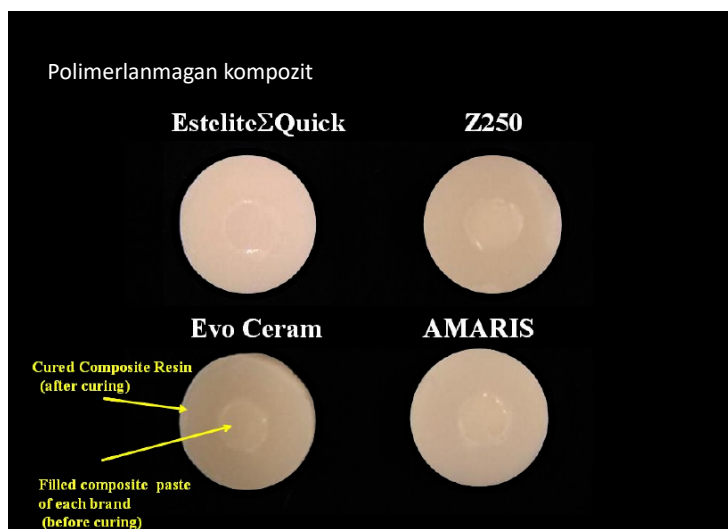 Polimerlanmagan kompozit
EsteliteΣQuick
Z250
Evo Ceram
AMARIS
Cured Composite Resin
(after curing)
Filled composite paste
of each brand
(before curing)